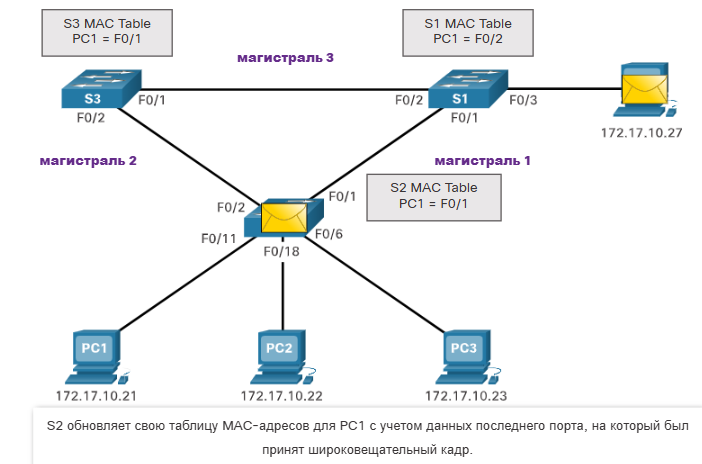 S3 MAC Table
PC1 = F0/1
S1 MAC Table
PC1 = F0/2
магистраль 3
S3
F0/1
F0/2
F0/2
S1
F0/3
F0/1
172.17.10.27
магистраль 2
магистраль 1
S2 MAC Table
PC1 = F0/1
F0/2
F0/1
F0/11
F0/18
F0/6
PC1
PC2
PC3
172.17.10.21
172.17.10.22
172.17.10.23
S2 обновляет свою таблицу MAC-адресов для PC1 с учетом данных последнего порта, на который был
принят широковещательный кадр.